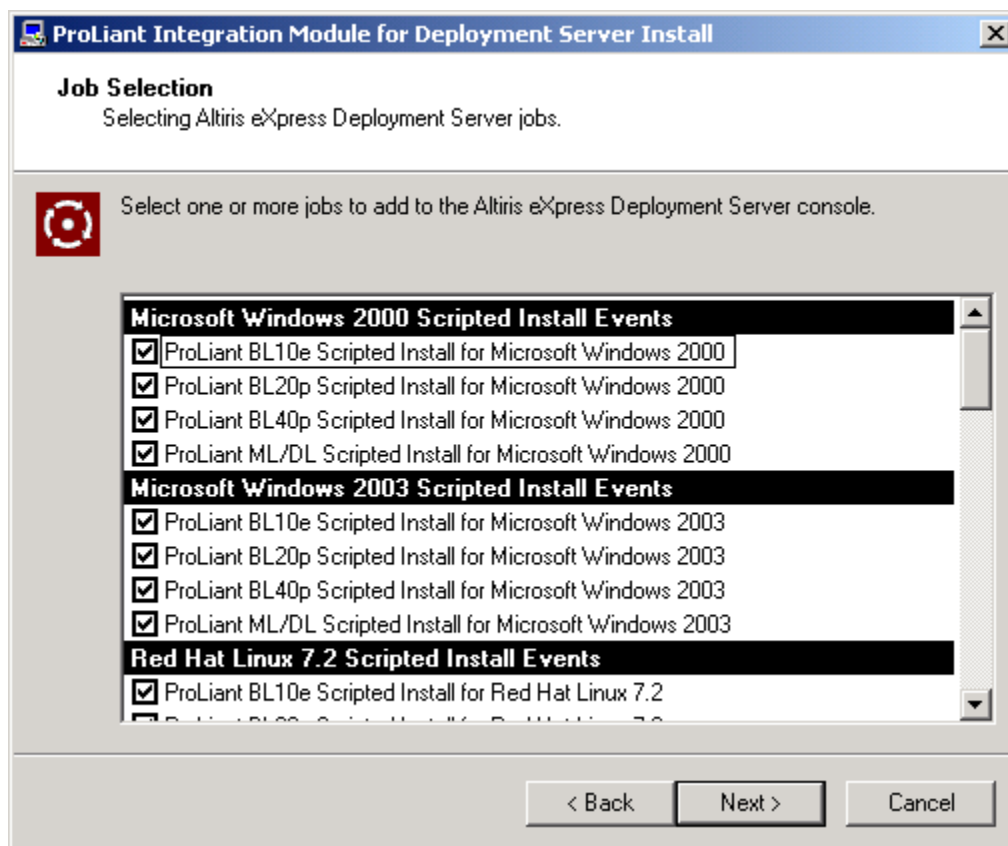 ProLiant Integration Module for Deployment Server Install
Job Selection
Selecting Altiris eXpress Deployment Server jobs.
Select one or more jobs to add to the Altiris eXpress Deployment Server console.
Microsoft Windows 2000 Scripted Install Events
ProLiant BL10e Scripted Install for Microsoft Windows 2000
ProLiant BL20p Scripted Install for Microsoft Windows 2000
ProLiant BL40p Scripted Install for Microsoft Windows 2000
ProLiant ML/DL Scripted Install for Microsoft Windows 2000
Microsoft Windows 2003 Scripted Install Events
ProLiant BL10e Scripted Install for Microsoft Windows 2003
ProLiant BL20p Scripted Install for Microsoft Windows 2003
ProLiant BL40p Scripted Install for Microsoft Windows 2003
ProLiant ML/DL Scripted Install for Microsoft Windows 2003
Red Hat Linux 7.2 Scripted Install Events
ProLiant BL10e Scripted Install for Red Hat Linux 7.2
< Back
Next >
Cancel